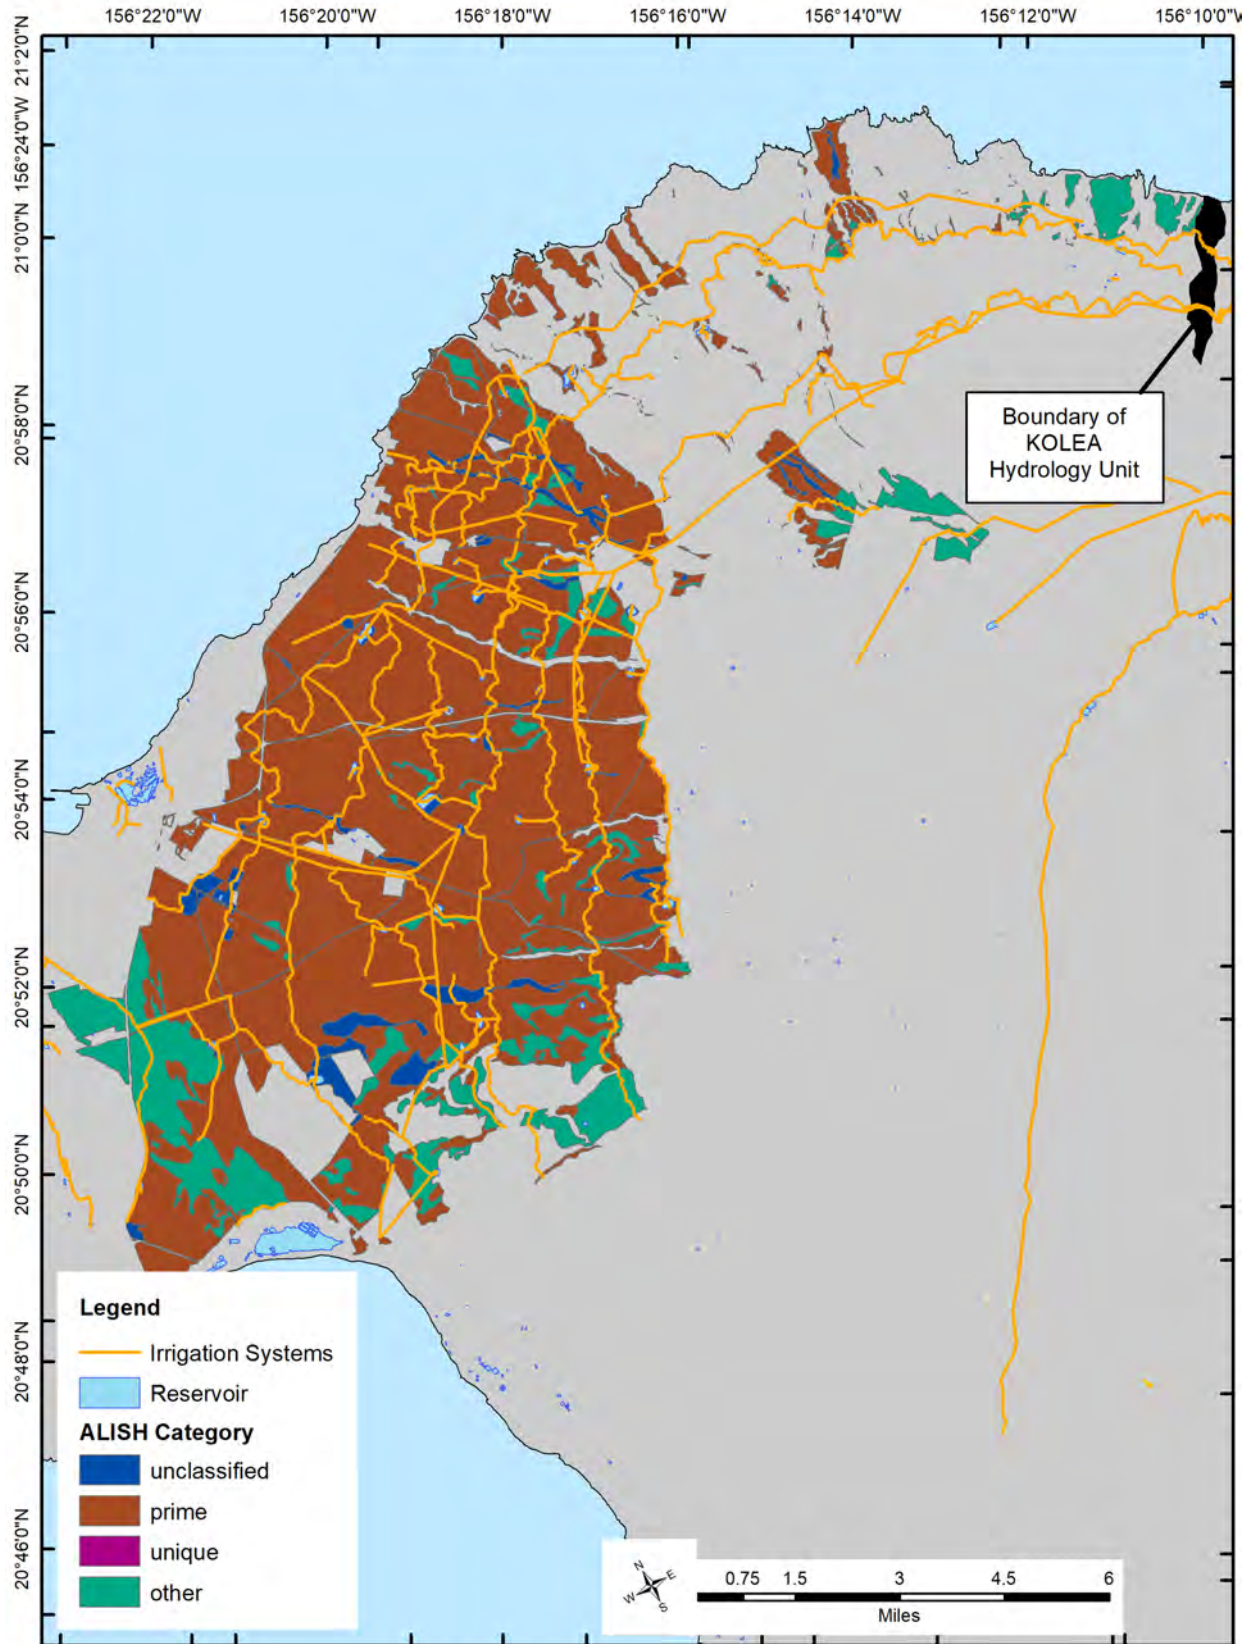 156°22'0"W 156°20'0"W 156°18'0"W 156°16'0"W 156°14'0"W 156°12'0"W 156°10'0"W
21°2'0"N
156°24'0"W
21°0'0"N
20°58'0"N
20°56'0"N
20°54'0"N
20°52'0"N
20°50'0"N
20°48'0"N
20°46'0"N
Boundary of
KOLEA
Hydrology Unit
Legend
Irrigation Systems
Reservoir
ALISH Category
unclassified
prime
unique
other
N
E
W
S
0.75 1.5 3 4.5 6
Miles